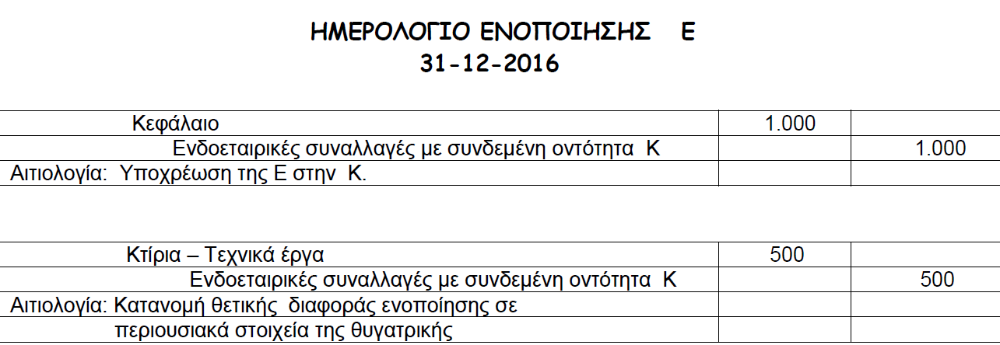 ΗΜΕΡΟΛΟΓΙΟ ΕΝΟΠΟΙΗΣΗΣ Ε
31-12-2016
Κεφάλαιο 1.000
Ενδοεταιρικές συναλλαγές με συνδεμένη οντότητα Κ 1.000
Αιτιολογία: Υποχρέωση της Ε στην Κ.
Κτίρια – Τεχνικά έργα 500
Ενδοεταιρικές συναλλαγές με συνδεμένη οντότητα Κ 500
Αιτιολογία: Κατανομή θετικής διαφοράς ενοποίησης σε
περιουσιακά στοιχεία της θυγατρικής